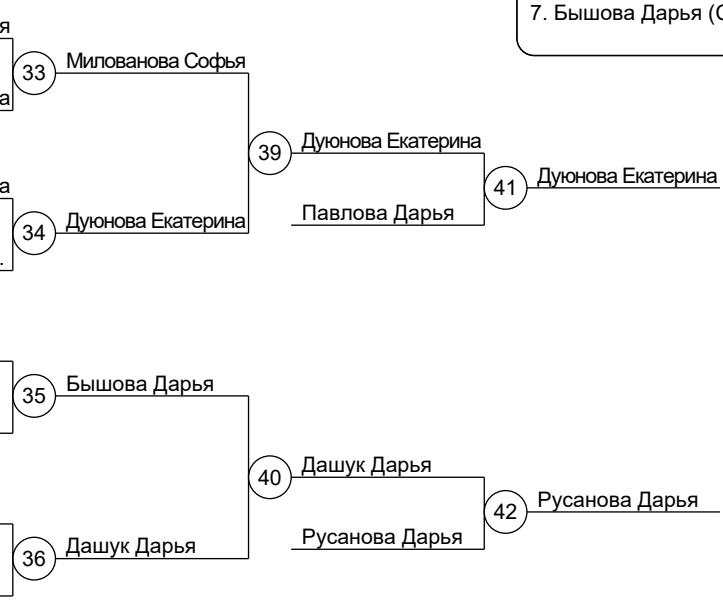 7. Бышова Дарья (
я
33
Милованова Софья
а
39
Дуюнова Екатерина
41
Дуюнова Екатерина
Павлова Дарья
а
34
Дуюнова Екатерина
.
35
Бышова Дарья
40
Дашук Дарья
42
Русанова Дарья
Русанова Дарья
36
Дашук Дарья